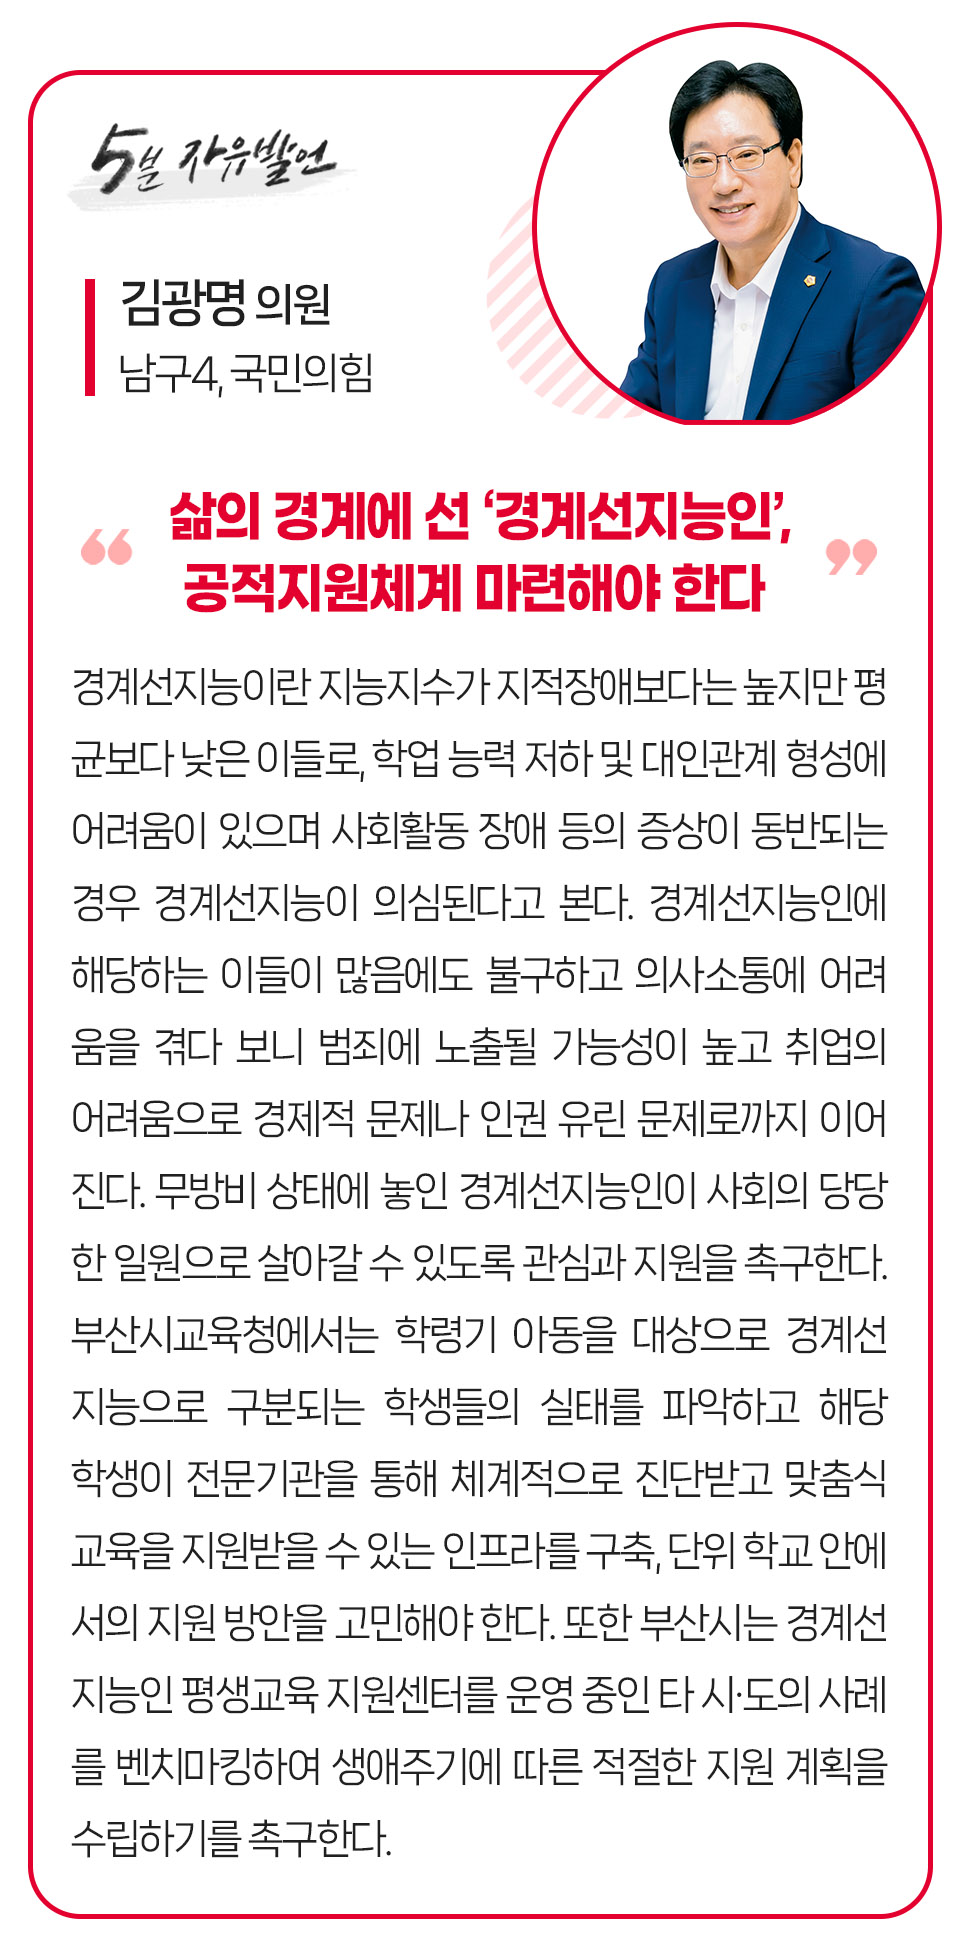 5분 자유발언
김광명 의원
남구4, 국민의힘
삶의 경계에 선 ‘경계선지능인’,
“ 공적지원체계 마련해야 한다 ”
경계선지능이란 지능지수가 지적장애보다는 높지만 평
균보다 낮은 이들로, 학업 능력 저하 및 대인관계 형성에
어려움이 있으며 사회활동 장애 등의 증상이 동반되는
경우 경계선지능이 의심된다고 본다. 경계선지능인에
해당하는 이들이 많음에도 불구하고 의사소통에 어려
움을 겪다 보니 범죄에 노출될 가능성이 높고 취업의
어려움으로 경제적 문제나 인권 유린 문제로까지 이어
진다. 무방비 상태에 놓인 경계선지능인이 사회의 당당
한 일원으로 살아갈 수 있도록 관심과 지원을 촉구한다.
부산시교육청에서는 학령기 아동을 대상으로 경계선
지능으로 구분되는 학생들의 실태를 파악하고 해당
학생이 전문기관을 통해 체계적으로 진단받고 맞춤식
교육을 지원받을 수 있는 인프라를 구축, 단위 학교 안에
서의 지원 방안을 고민해야 한다. 또한 부산시는 경계선
지능인 평생교육 지원센터를 운영 중인 타 시·도의 사례
를 벤치마킹하여 생애주기에 따른 적절한 지원 계획을
수립하기를 촉구한다.